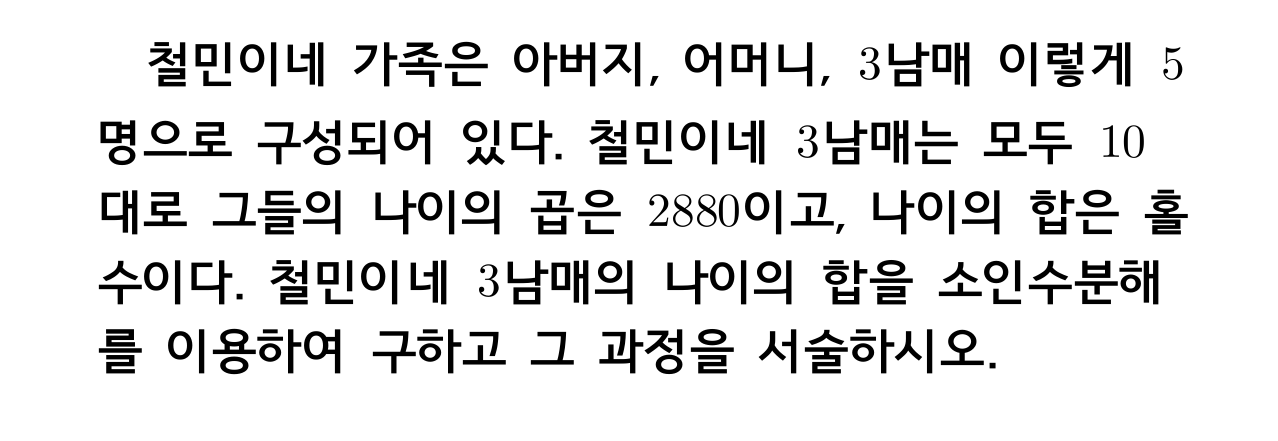 철민이네 가족은 아버지, 어머니, 3남매 이렇게 5
명으로 구성되어 있다. 철민이네 3남매는 모두 10
대로 그들의 나이의 곱은 2880이고, 나이의 합은 홀
수이다. 철민이네 3남매의 나이의 합을 소인수분해
를 이용하여 구하고 그 과정을 서술하시오.